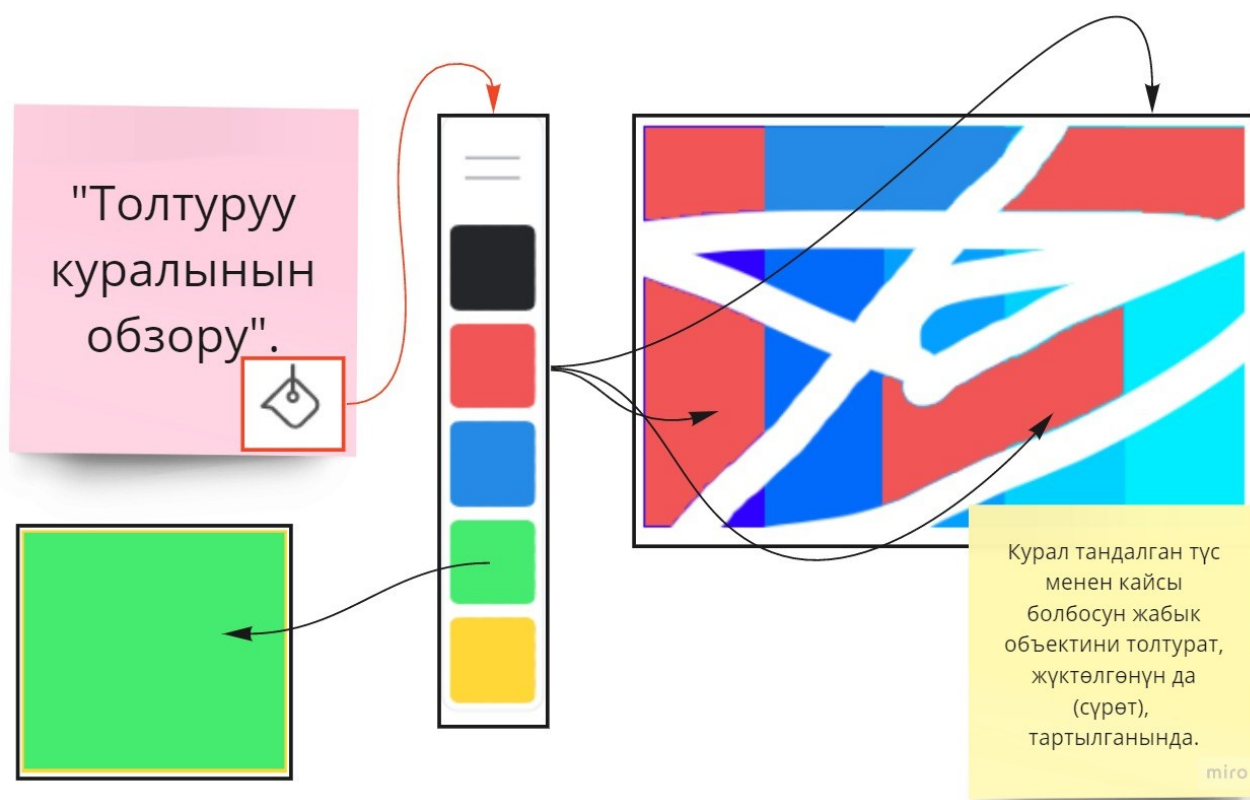 "Толтуруу
куралынын
обзору".
Курал тандалган түс
менен кайсы
болбосун жабык
объектини толтурат,
жүктөлгөнүн да
(сүрөт),
тартылганында.
miro